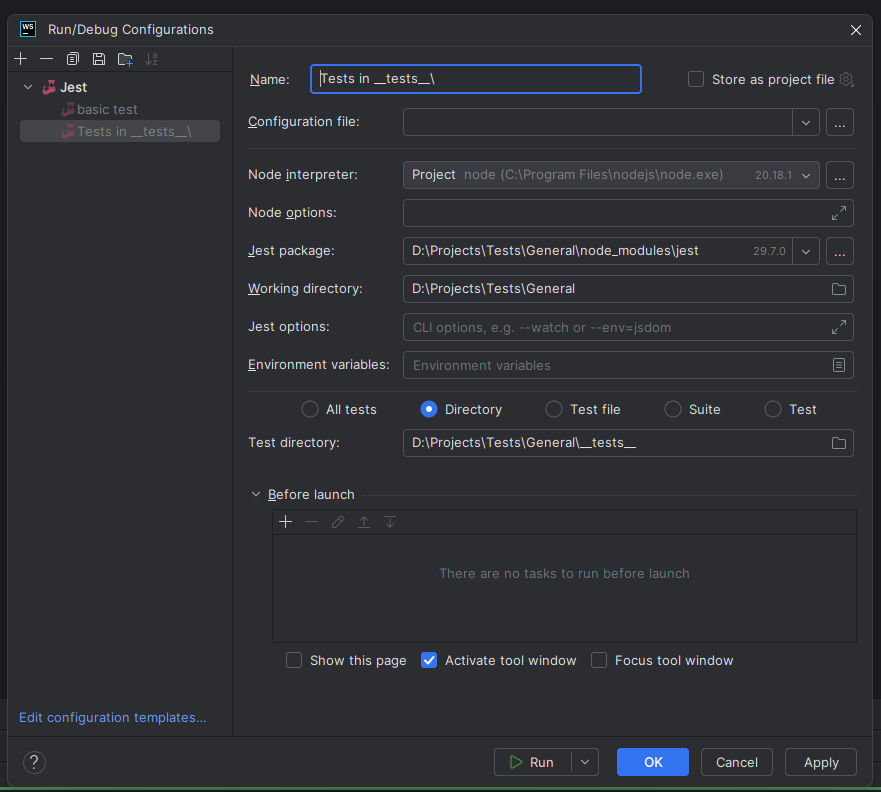 WS Run/Debug Configurations
Jest
basic test
Tests in __tests__\
Edit configuration templates...
Name: Tests in __tests__\ Store as project file
Configuration file: ...
Node interpreter: Project node (C:\Program Files\nodejs\node.exe) 20.18.1 ...
Node options:
Jest package: D:\Projects\Tests\General\node_modules\jest 29.7.0 ...
Working directory: D:\Projects\Tests\General
Jest options: CLI options, e.g. --watch or --env=jsdom
Environment variables: Environment variables
All tests Directory Test file Suite Test
Test directory: D:\Projects\Tests\General\__tests__
Before launch
There are no tasks to run before launch
Show this page Activate tool window Focus tool window
? Run OK Cancel Apply